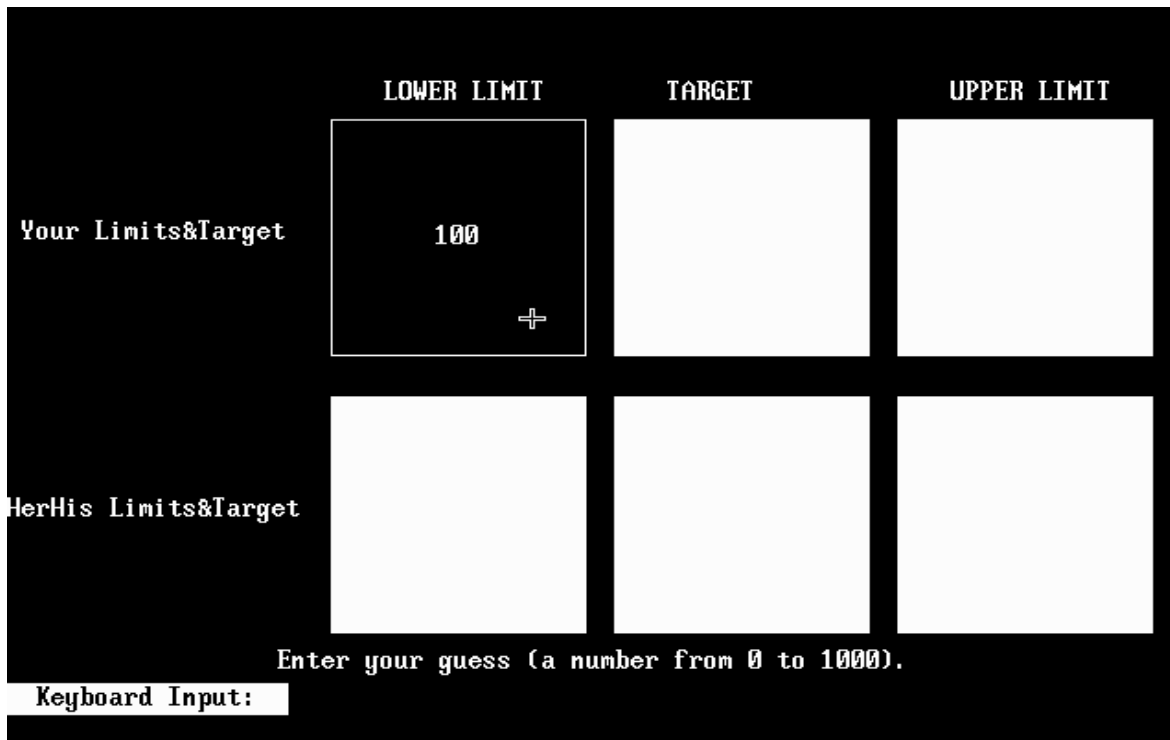 LOWER LIMIT TARGET UPPER LIMIT
Your Limits&Target 100
HerHis Limits&Target
Enter your guess (a number from 0 to 1000).
Keyboard Input: